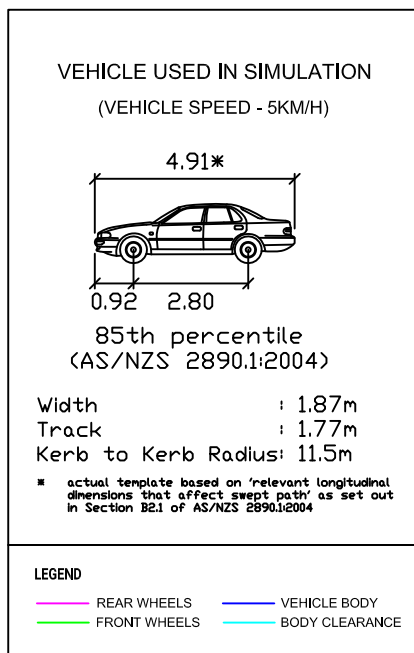 VEHICLE USED IN SIMULATION
(VEHICLE SPEED - 5KM/H)
4.91*
0.92 2.80
85th percentile
(AS/NZS 2890.1:2004)
Width : 1.87m
Track : 1.77m
Kerb to Kerb Radius: 11.5m
* actual template based on 'relevant longitudinal
dimensions that affect swept path' as set out
in Section B2.1 of AS/NZS 2890.1:2004
LEGEND
REAR WHEELS VEHICLE BODY
FRONT WHEELS BODY CLEARANCE